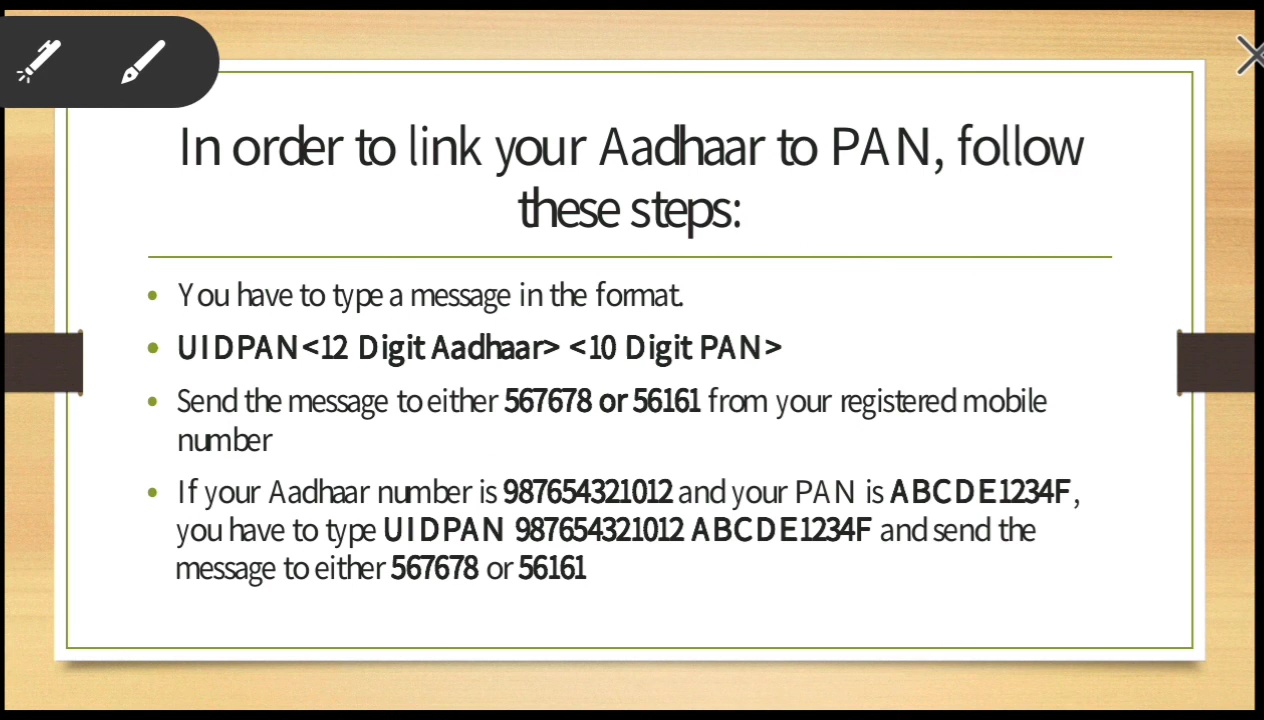 In order to link your Aadhaar to PAN, follow
these steps:
• You have to type a message in the format.
• UIDPAN<12 Digit Aadhaar> <10 Digit PAN>
• Send the message to either 567678 or 56161 from your registered mobile
number
• If your Aadhaar number is 987654321012 and your PAN is ABCDE1234F,
you have to type UIDPAN 987654321012 ABCDE1234F and send the
message to either 567678 or 56161